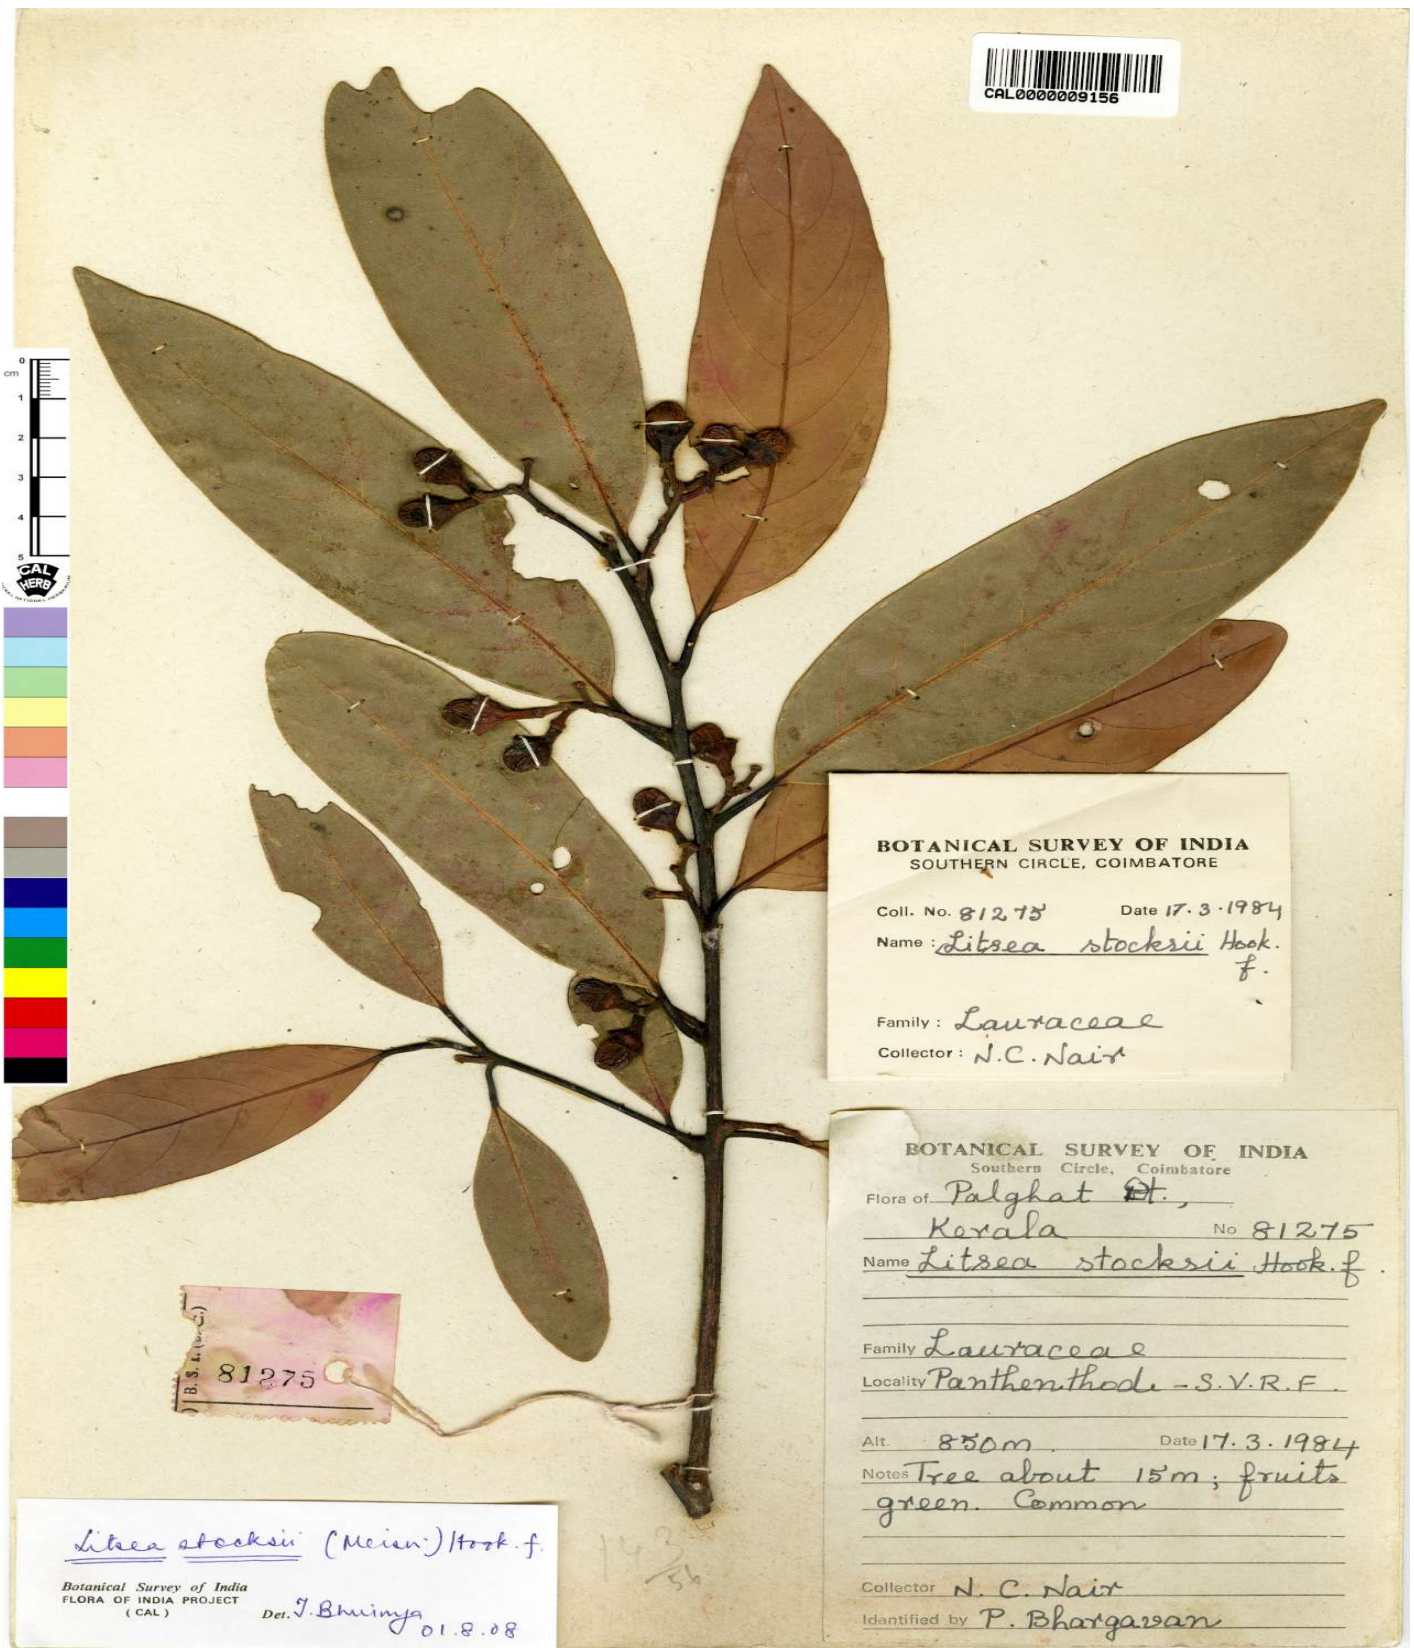 CAL0000009156
0
cm
1
2
3
4
5
CAL
HERB
BOTANICAL SURVEY OF INDIA
SOUTHERN CIRCLE, COIMBATORE
Coll. No. 81275 Date 17.3.1984
Name : Litsea stocksii Hook.
f.
Family : Lauraceae
Collector : N.C. Nair
BOTANICAL SURVEY OF INDIA
Southern Circle, Coimbatore
Flora of Palghat Dt.,
Kerala No 81275
Name Litsea stocksii Hook. f.
Family Lauraceae
Locality Panthenthodi - S.V.R.F.
Alt. 850m. Date 17.3.1984
Notes Tree about 15m; fruits
green. Common
Collector N. C. Nair
Identified by P. Bhargavan
B. S. I.
81275
Litsea stocksii (Meisn.) Hook. f.
Botanical Survey of India
FLORA OF INDIA PROJECT
(CAL)
Det. T. Bhuinya
01.8.08